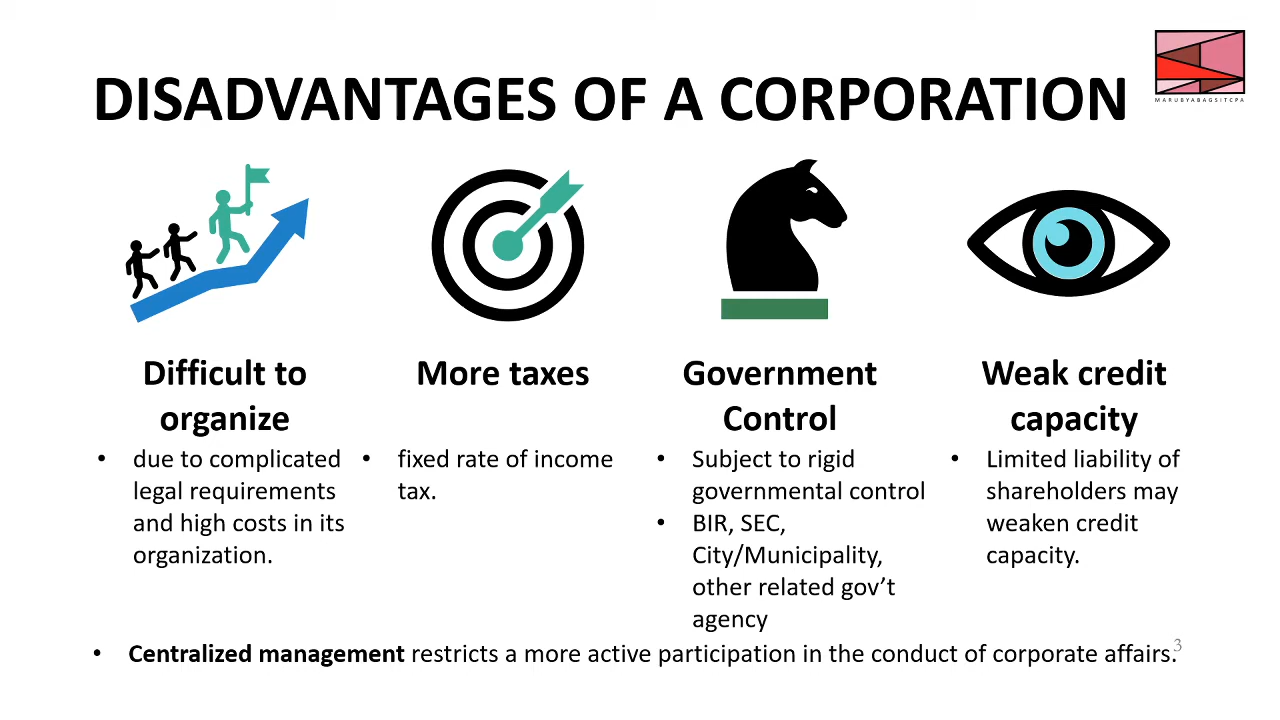 DISADVANTAGES OF A CORPORATION
MARUBYABAGSITCPA
Difficult to
organize
• due to complicated
legal requirements
and high costs in its
organization.
More taxes
• fixed rate of income
tax.
Government
Control
• Subject to rigid
governmental control
• BIR, SEC,
City/Municipality,
other related gov’t
agency
Weak credit
capacity
• Limited liability of
shareholders may
weaken credit
capacity.
• Centralized management restricts a more active participation in the conduct of corporate affairs.
3